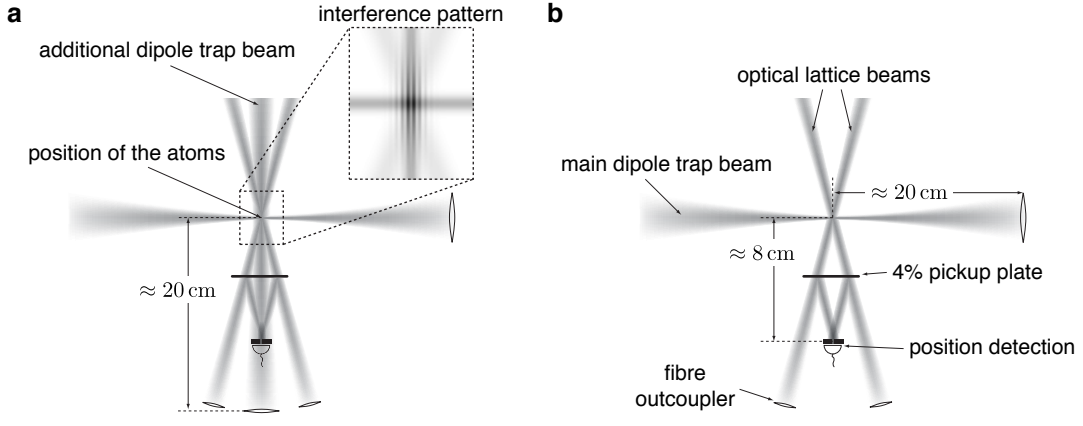 a
interference pattern
additional dipole trap beam
position of the atoms
≈ 20 cm
b
optical lattice beams
main dipole trap beam
≈ 20 cm
≈ 8 cm
4% pickup plate
position detection
fibre
outcoupler